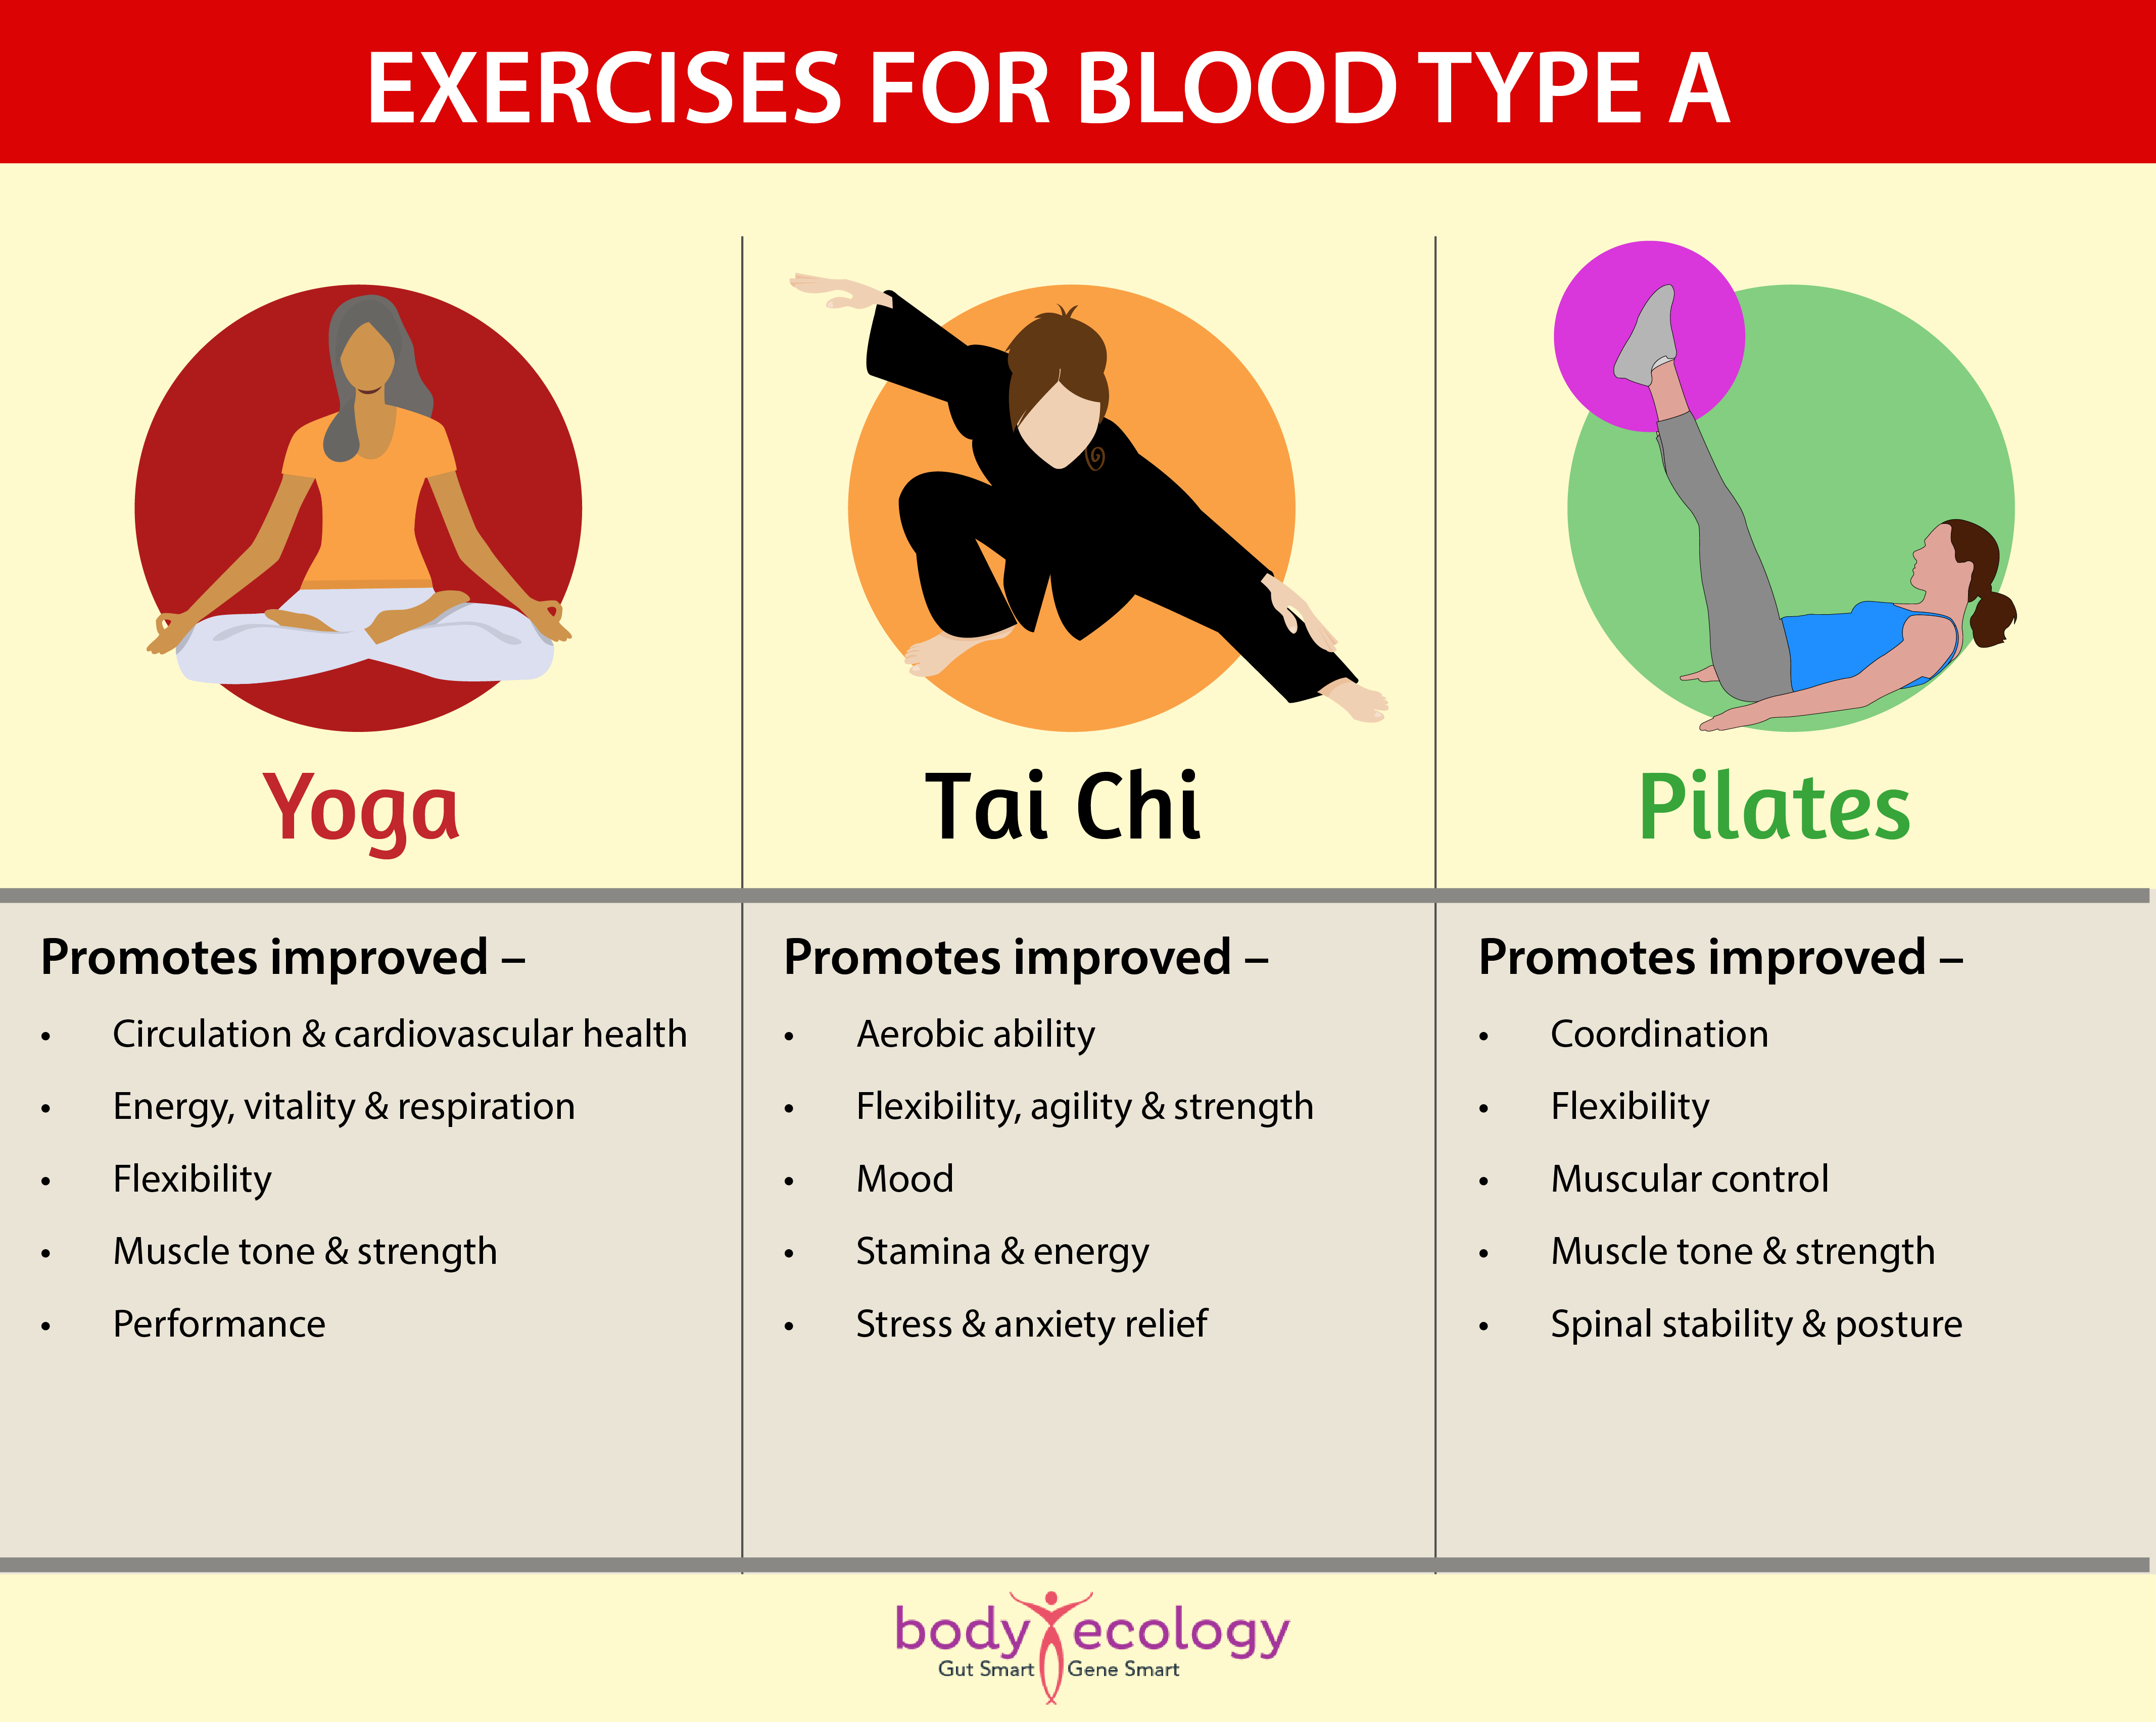 EXERCISES FOR BLOOD TYPE A
Yoga
Tai Chi
Pilates
Promotes improved –
• Circulation & cardiovascular health
• Energy, vitality & respiration
• Flexibility
• Muscle tone & strength
• Performance
Promotes improved –
• Aerobic ability
• Flexibility, agility & strength
• Mood
• Stamina & energy
• Stress & anxiety relief
Promotes improved –
• Coordination
• Flexibility
• Muscular control
• Muscle tone & strength
• Spinal stability & posture
body ecology
Gut Smart Gene Smart